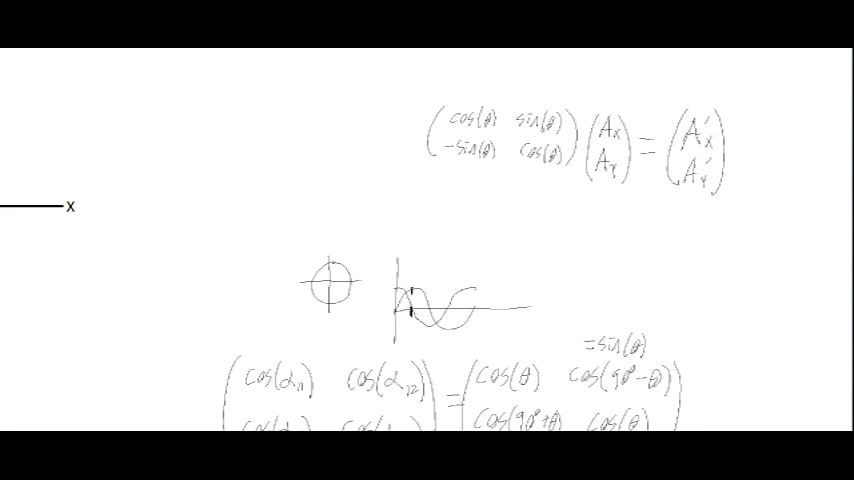 cos(θ) sin(θ) Ax = A'x
-sin(θ) cos(θ) Ay A'y
x
=sin(θ)
cos(α11) cos(α12) = cos(θ) cos(90°-θ)
cos(90°+θ) cos(θ)